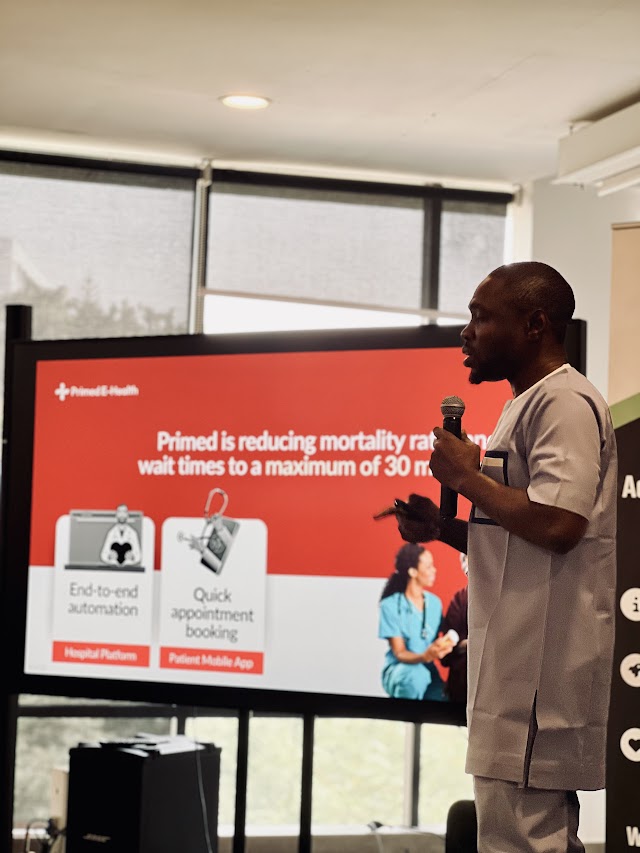 Primed E-Health
Primed is reducing mortality
wait times to a maximum of 30
End-to-end
automation
Hospital Platform
Quick
appointment
booking
Patient Mobile App
BOSE